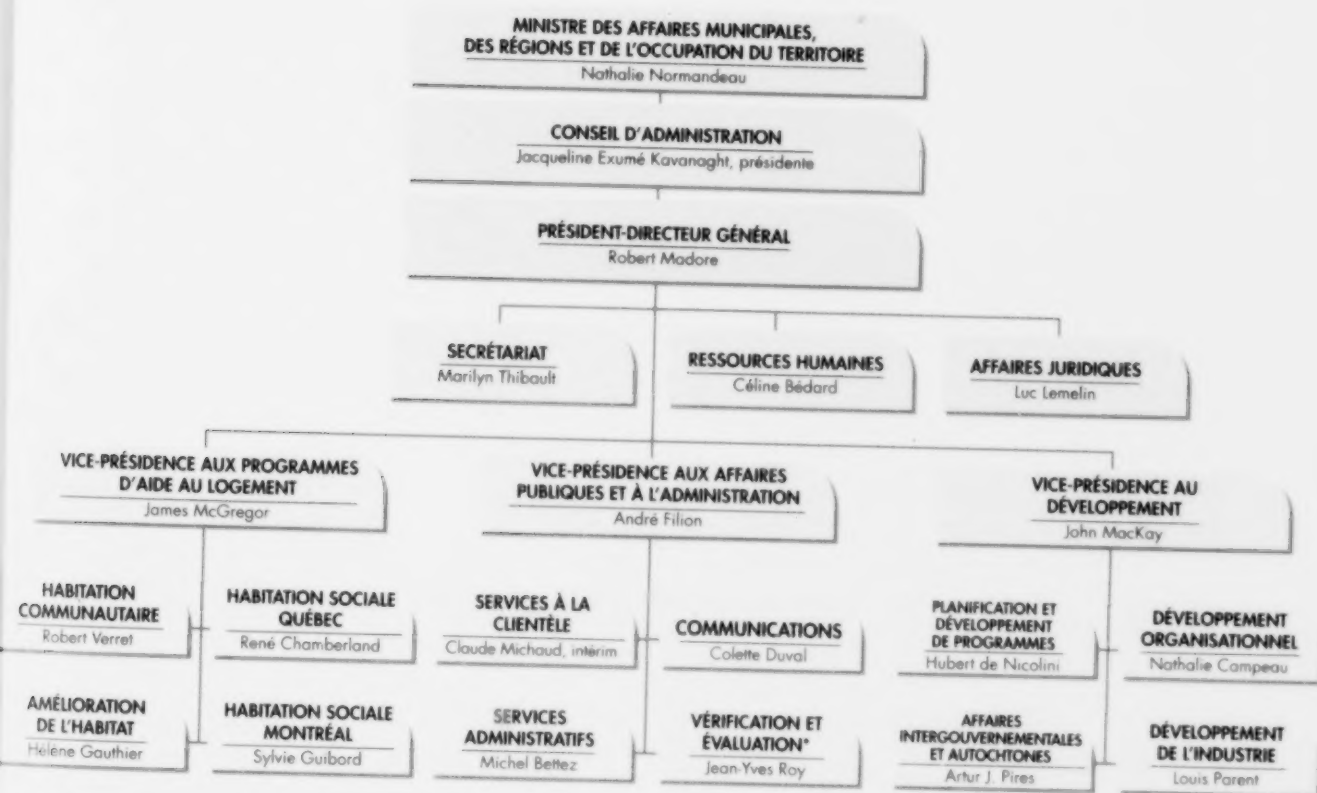 MINISTRE DES AFFAIRES MUNICIPALES,
DES RÉGIONS ET DE L'OCCUPATION DU TERRITOIRE
Nathalie Normandeau
CONSEIL D'ADMINISTRATION
Jacqueline Exumé Kavanaght, présidente
PRÉSIDENT-DIRECTEUR GÉNÉRAL
Robert Madore
SECRÉTARIAT
Marilyn Thibault
RESSOURCES HUMAINES
Céline Bédard
AFFAIRES JURIDIQUES
Luc Lemelin
VICE-PRÉSIDENCE AUX PROGRAMMES
D'AIDE AU LOGEMENT
James McGregor
VICE-PRÉSIDENCE AUX AFFAIRES
PUBLIQUES ET À L'ADMINISTRATION
André Filion
VICE-PRÉSIDENCE AU
DÉVELOPPEMENT
John MacKay
HABITATION
COMMUNAUTAIRE
Robert Verret
HABITATION SOCIALE
QUÉBEC
René Chamberland
SERVICES À LA
CLIENTÈLE
Claude Michaud, intérim
COMMUNICATIONS
Colette Duval
PLANIFICATION ET
DÉVELOPPEMENT
DE PROGRAMMES
Hubert de Nicolini
DÉVELOPPEMENT
ORGANISATIONNEL
Nathalie Campeau
AMÉLIORATION
DE L'HABITAT
Hélène Gauthier
HABITATION SOCIALE
MONTRÉAL
Sylvie Guibord
SERVICES
ADMINISTRATIFS
Michel Bettez
VÉRIFICATION ET
ÉVALUATION*
Jean-Yves Roy
AFFAIRES
INTERGOUVERNEMENTALES
ET AUTOCHTONES
Artur J. Pires
DÉVELOPPEMENT
DE L'INDUSTRIE
Louis Parent